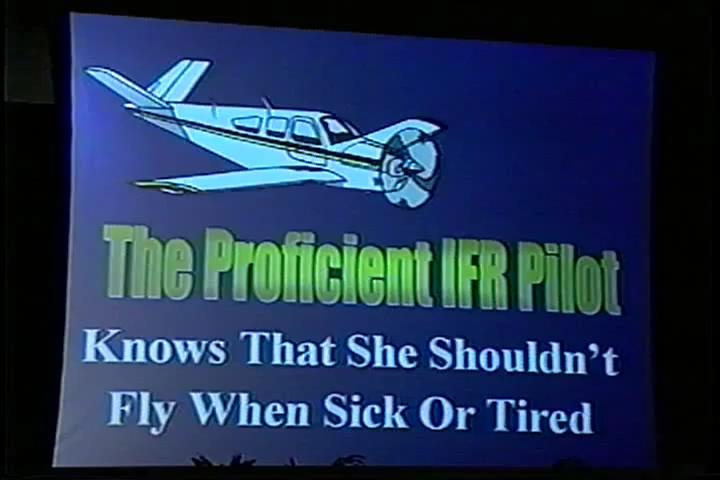 The Proficient IFR Pilot
Knows That She Shouldn't
Fly When Sick Or Tired